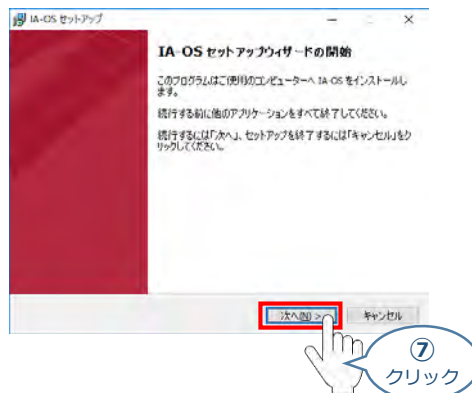 IA-OS セットアップ
IA-OS セットアップウィザードの開始
このプログラムはご使用のコンピューターへ IA-OS をインストールし
ます。
続行する前に他のアプリケーションをすべて終了してください。
続行するには「次へ」、セットアップを終了するには「キャンセル」をク
リックしてください。
次へ(N) >
キャンセル
⑦
クリック